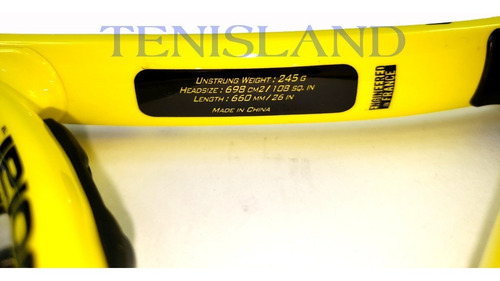 TENISLAND
UNSTRUNG WEIGHT : 245 G
HEADSIZE : 698 CM2 / 108 SQ. IN
LENGTH : 660 MM / 26 IN
MADE IN CHINA
ENGINEERED
FRANCE